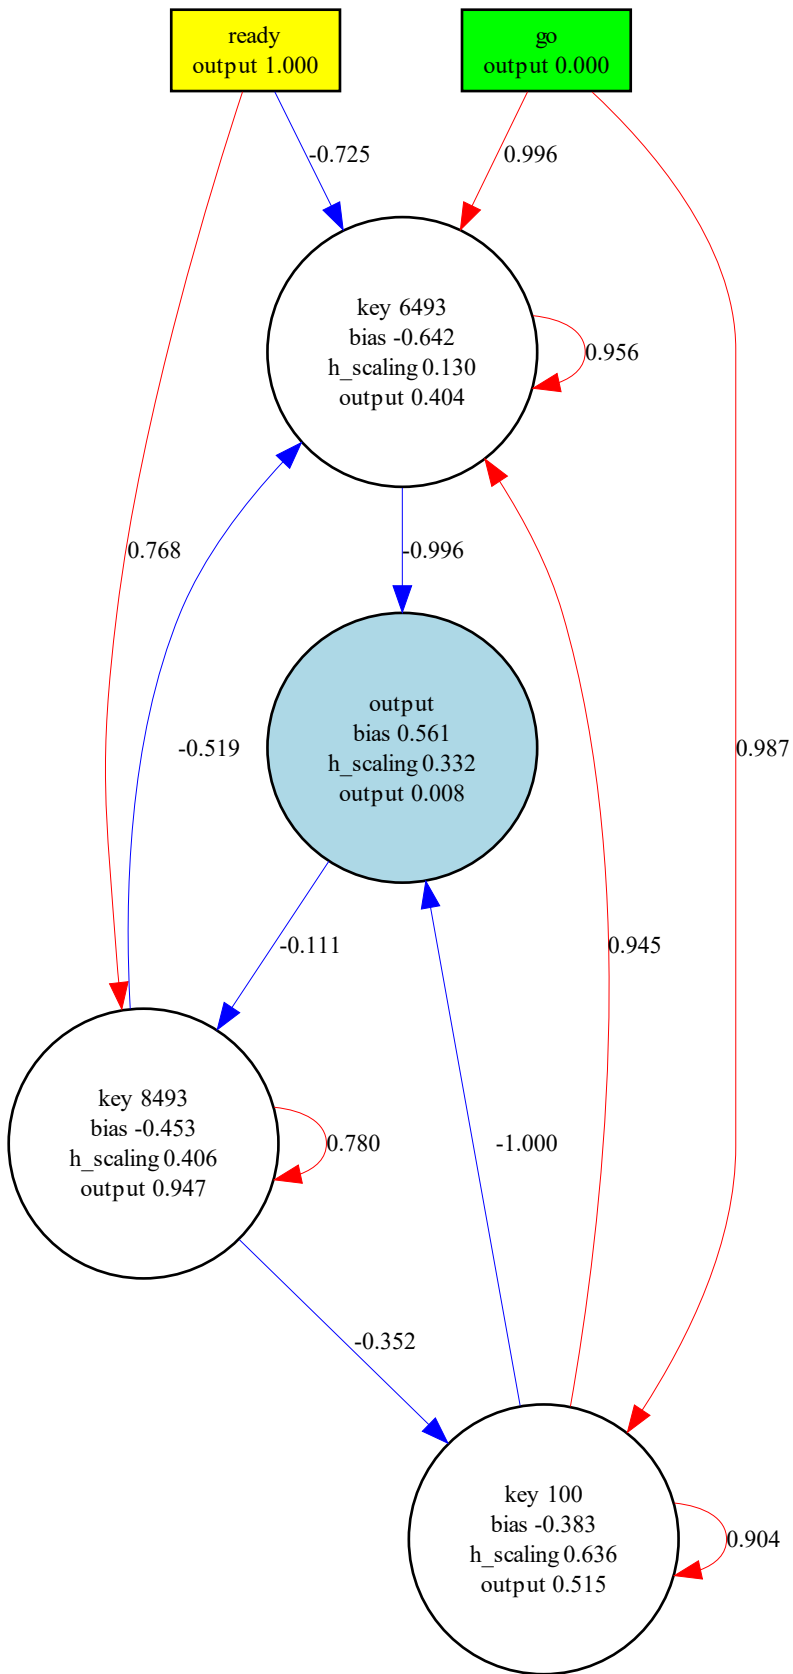 ready
output 1.000
go
output 0.000
-0.725
0.996
key 6493
bias -0.642
h_scaling 0.130
output 0.404
0.956
0.768
-0.996
output
bias 0.561
h_scaling 0.332
output 0.008
-0.519
0.987
-0.111
0.945
key 8493
bias -0.453
h_scaling 0.406
output 0.947
0.780
-1.000
-0.352
key 100
bias -0.383
h_scaling 0.636
output 0.515
0.904